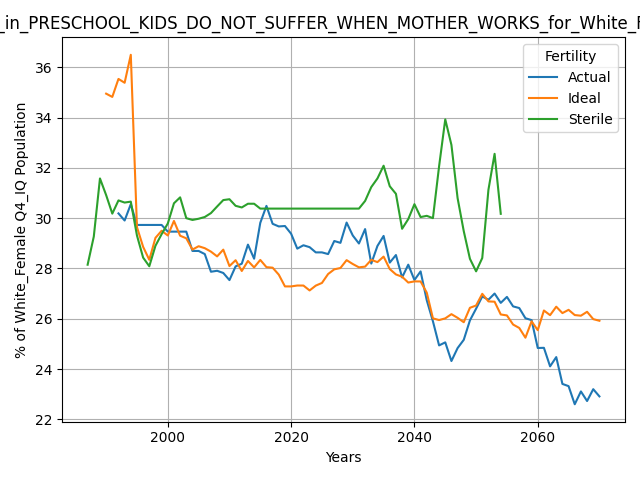 _in_PRESCHOOL_KIDS_DO_NOT_SUFFER_WHEN_MOTHER_WORKS_for_White_F
Fertility
Actual
Ideal
Sterile
% of White_Female Q4_IQ Population
36
34
32
30
28
26
24
22
2000 2020 2040 2060
Years